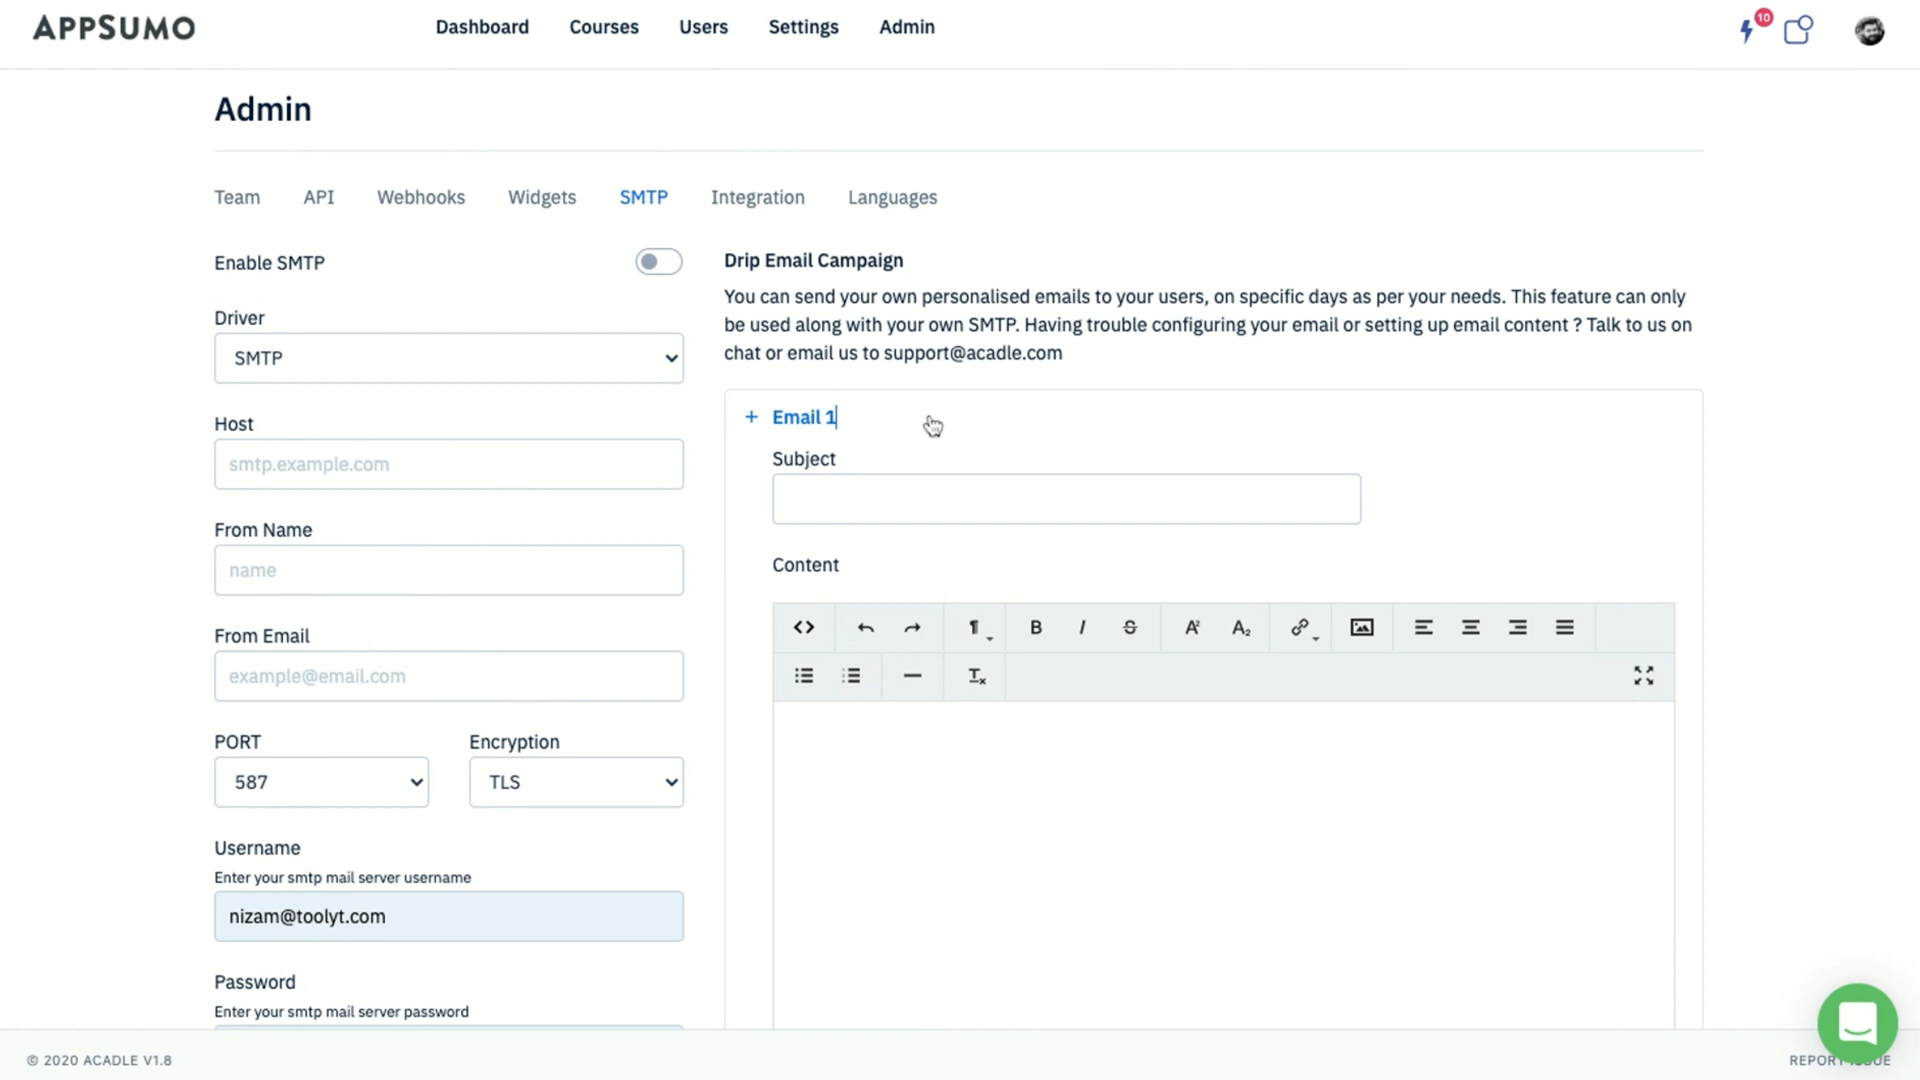 APPSUMO
Dashboard Courses Users Settings Admin
10
Admin
Team API Webhooks Widgets SMTP Integration Languages
Enable SMTP
Driver
SMTP
Host
smtp.example.com
From Name
name
From Email
example@email.com
PORT
587
Encryption
TLS
Username
Enter your smtp mail server username
nizam@toolyt.com
Password
Enter your smtp mail server password
Drip Email Campaign
You can send your own personalised emails to your users, on specific days as per your needs. This feature can only
be used along with your own SMTP. Having trouble configuring your email or setting up email content ? Talk to us on
chat or email us to support@acadle.com
+ Email 1
Subject
Content
© 2020 ACADLE V1.8
REPORT ISSUE